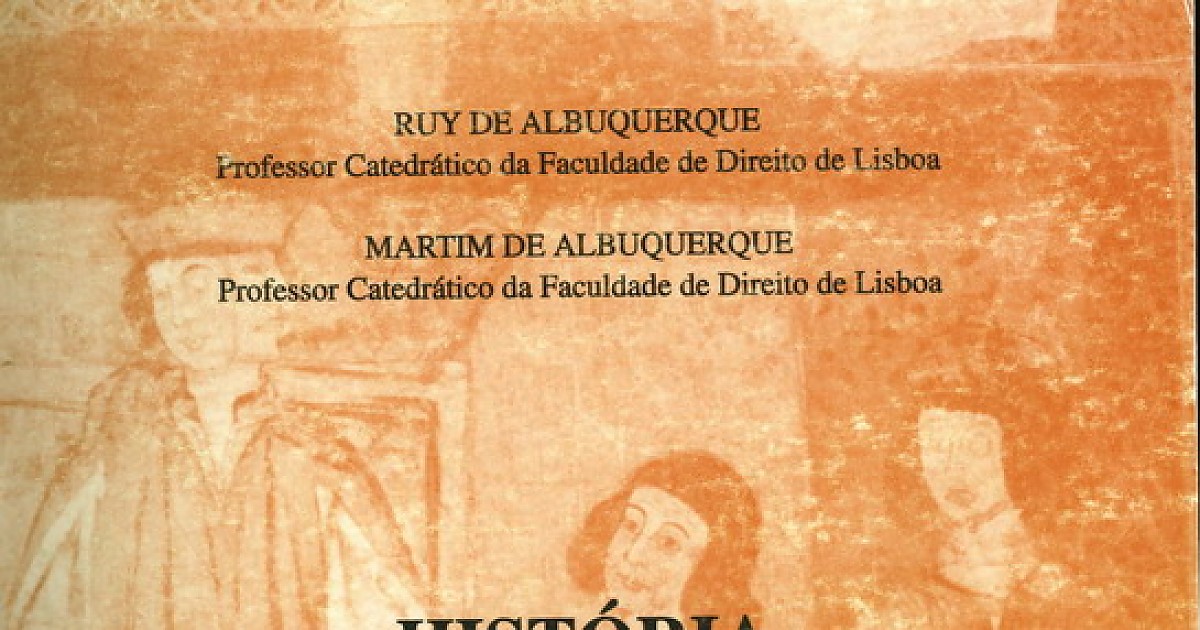 RUY DE ALBUQUERQUE
Professor Catedrático da Faculdade de Direito de Lisboa
MARTIM DE ALBUQUERQUE
Professor Catedrático da Faculdade de Direito de Lisboa
HISTÓRIA